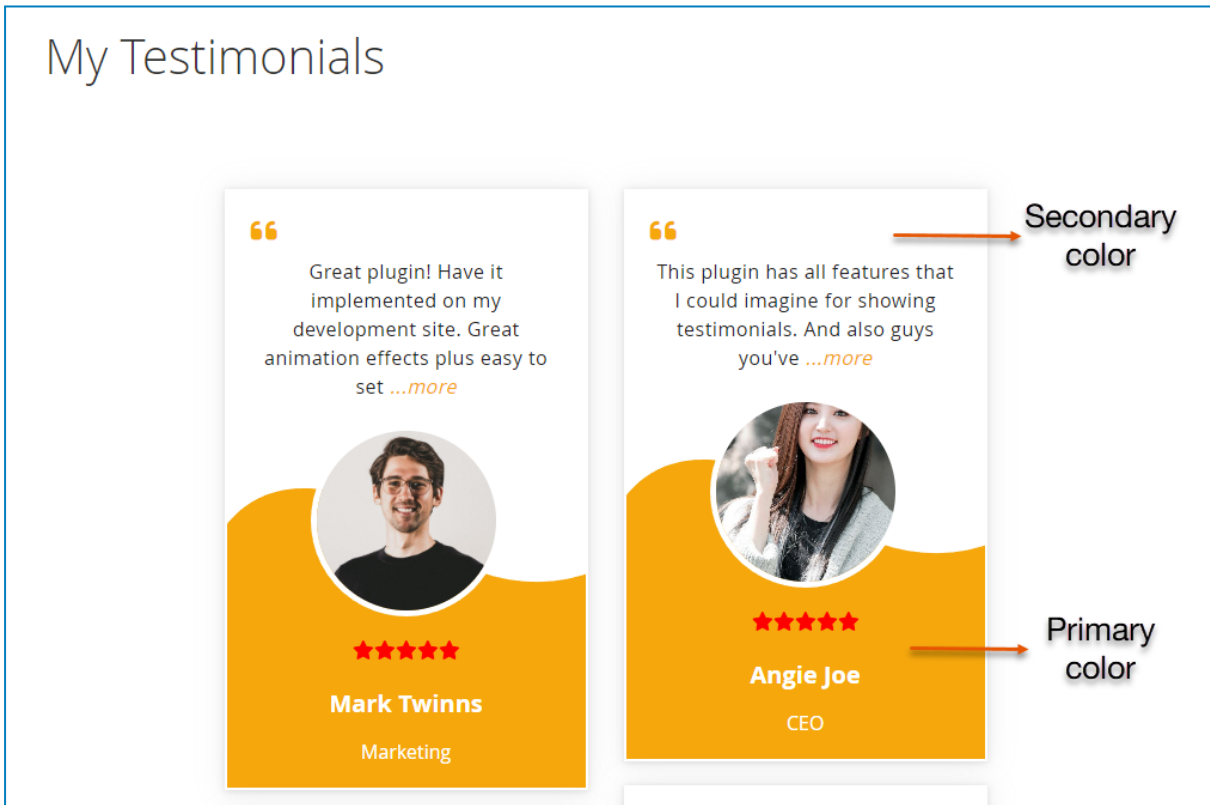 My Testimonials
❝
Great plugin! Have it
implemented on my
development site. Great
animation effects plus easy to
set ...more
Mark Twinns
Marketing
❝
This plugin has all features that
I could imagine for showing
testimonials. And also guys
you've ...more
Angie Joe
CEO
Secondary
color
Primary
color